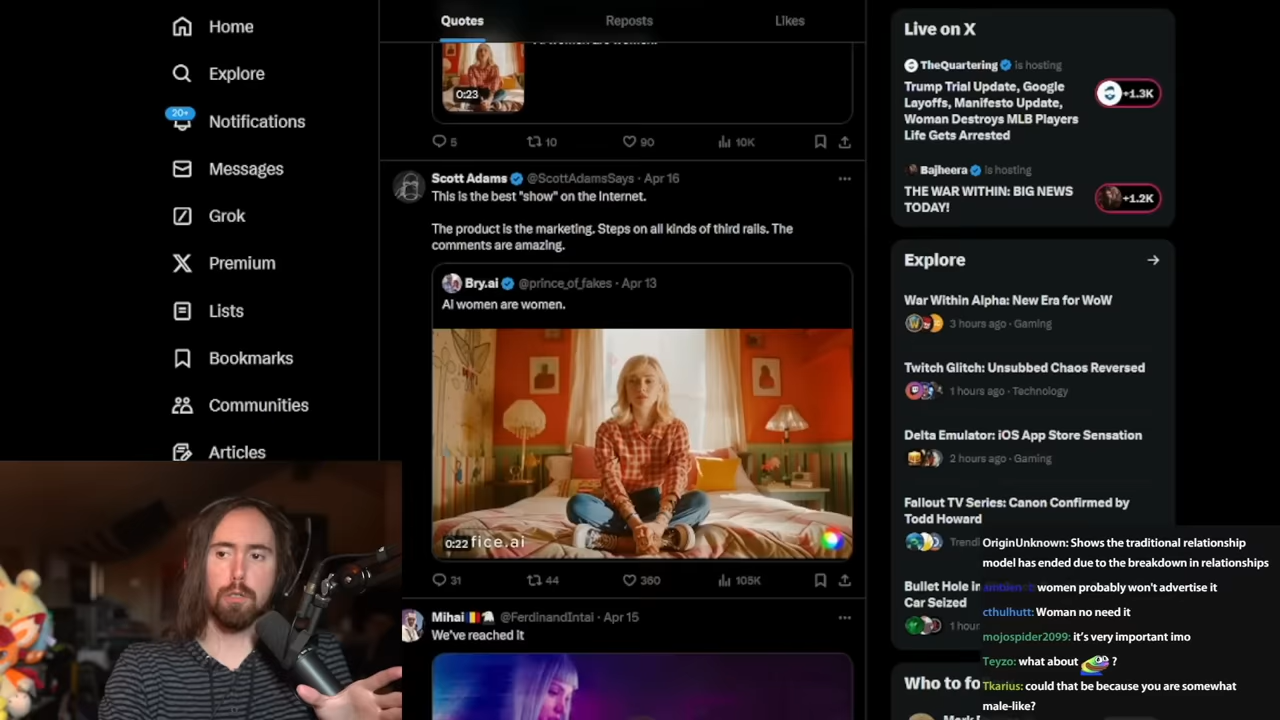 Home
Explore
20+
Notifications
Messages
Grok
Premium
Lists
Bookmarks
Communities
Articles
Quotes
Reposts
Likes
0:23
5
10
90
10K
Scott Adams @ScottAdamsSays · Apr 16
This is the best "show" on the Internet.
The product is the marketing. Steps on all kinds of third rails. The
comments are amazing.
Bry.ai @prince_of_fakes · Apr 13
AI women are women.
0:22
fice.ai
31
44
360
105K
Mihai @FerdinandIntai · Apr 15
We've reached it
Live on X
TheQuartering is hosting
Trump Trial Update, Google
Layoffs, Manifesto Update,
Woman Destroys MLB Players
Life Gets Arrested
+1.3K
Bajheera is hosting
THE WAR WITHIN: BIG NEWS
TODAY!
+1.2K
Explore
War Within Alpha: New Era for WoW
3 hours ago · Gaming
Twitch Glitch: Unsubbed Chaos Reversed
1 hours ago · Technology
Delta Emulator: iOS App Store Sensation
2 hours ago · Gaming
Fallout TV Series: Canon Confirmed by
Todd Howard
Trendi
Bullet Hole in
Car Seized
1 hour
Who to fo
OriginUnknown: Shows the traditional relationship
model has ended due to the breakdown in relationships
women probably won't advertise it
cthulhutt: Woman no need it
mojospider2099: it's very important imo
Teyzo: what about ?
Tkarius: could that be because you are somewhat
male-like?